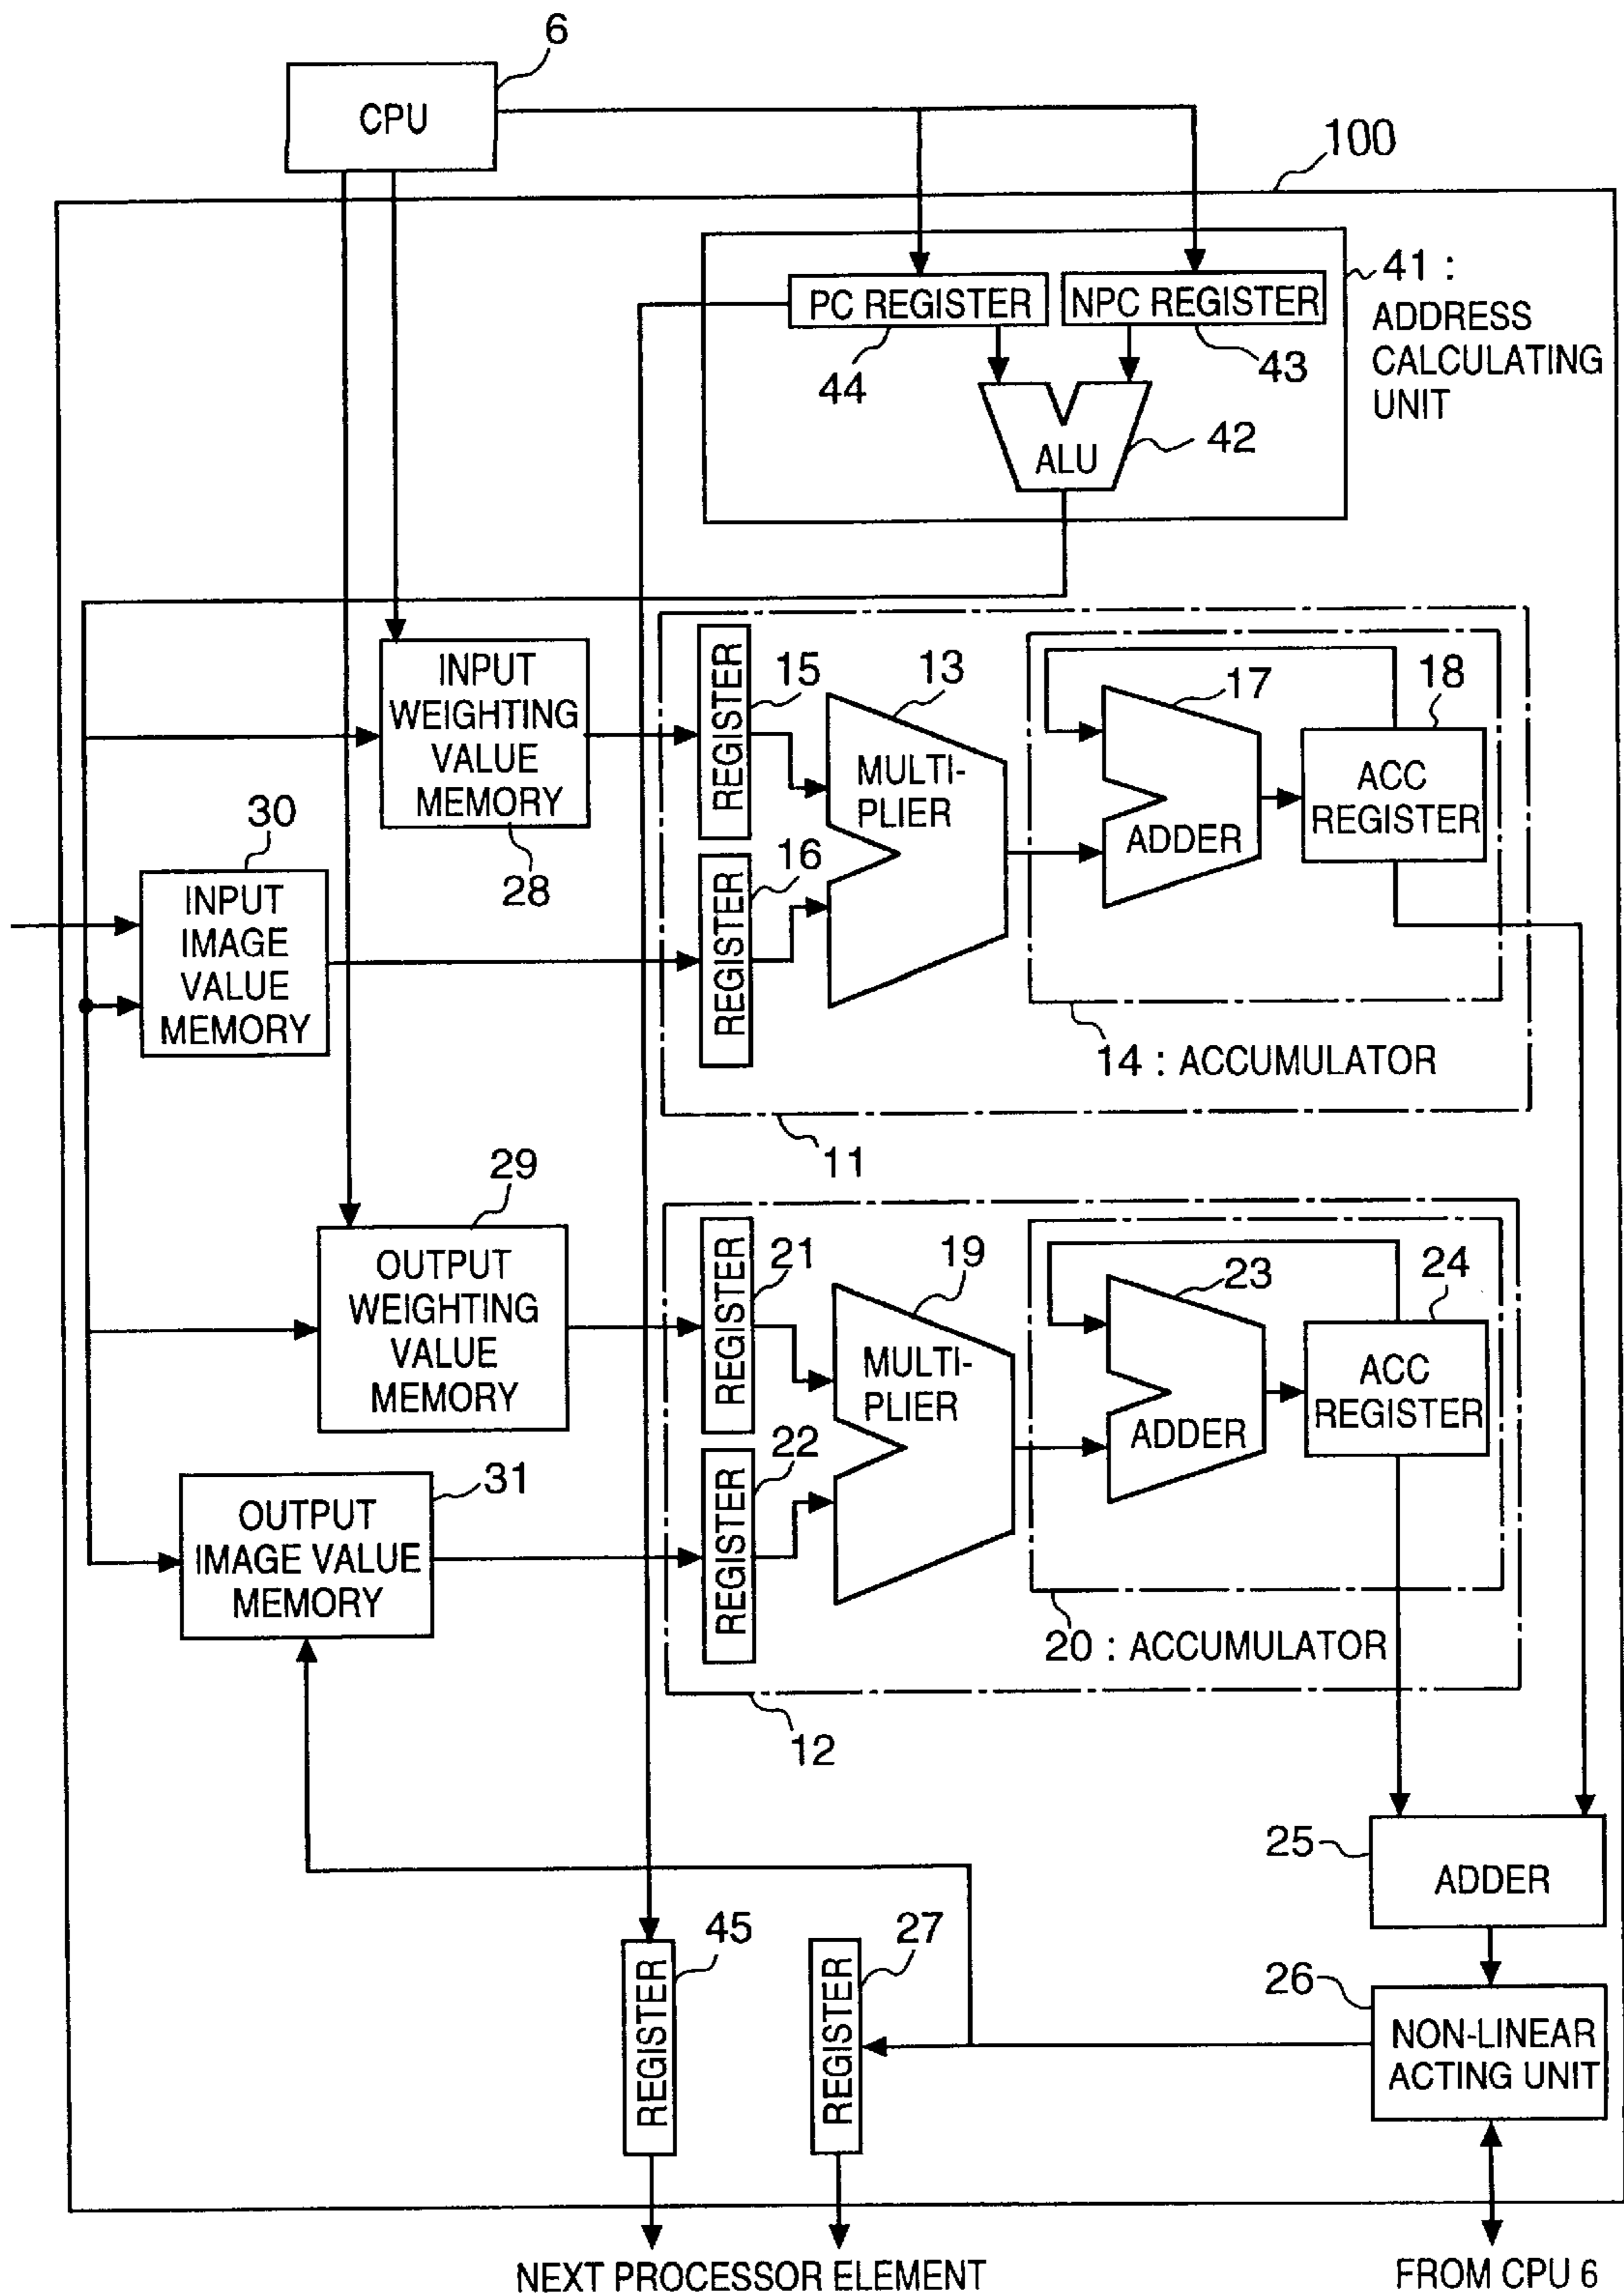 6
CPU
100
PC REGISTER
NPC REGISTER
41 :
ADDRESS
CALCULATING
UNIT
44
43
ALU
42
INPUT
WEIGHTING
VALUE
MEMORY
28
REGISTER
15
13
MULTI-
PLIER
17
ADDER
18
ACC
REGISTER
30
INPUT
IMAGE
VALUE
MEMORY
REGISTER
16
14 : ACCUMULATOR
11
29
OUTPUT
WEIGHTING
VALUE
MEMORY
REGISTER
21
19
MULTI-
PLIER
23
ADDER
24
ACC
REGISTER
31
OUTPUT
IMAGE VALUE
MEMORY
REGISTER
22
20 : ACCUMULATOR
12
25
ADDER
45
REGISTER
27
REGISTER
26
NON-LINEAR
ACTING UNIT
NEXT PROCESSOR ELEMENT
FROM CPU 6